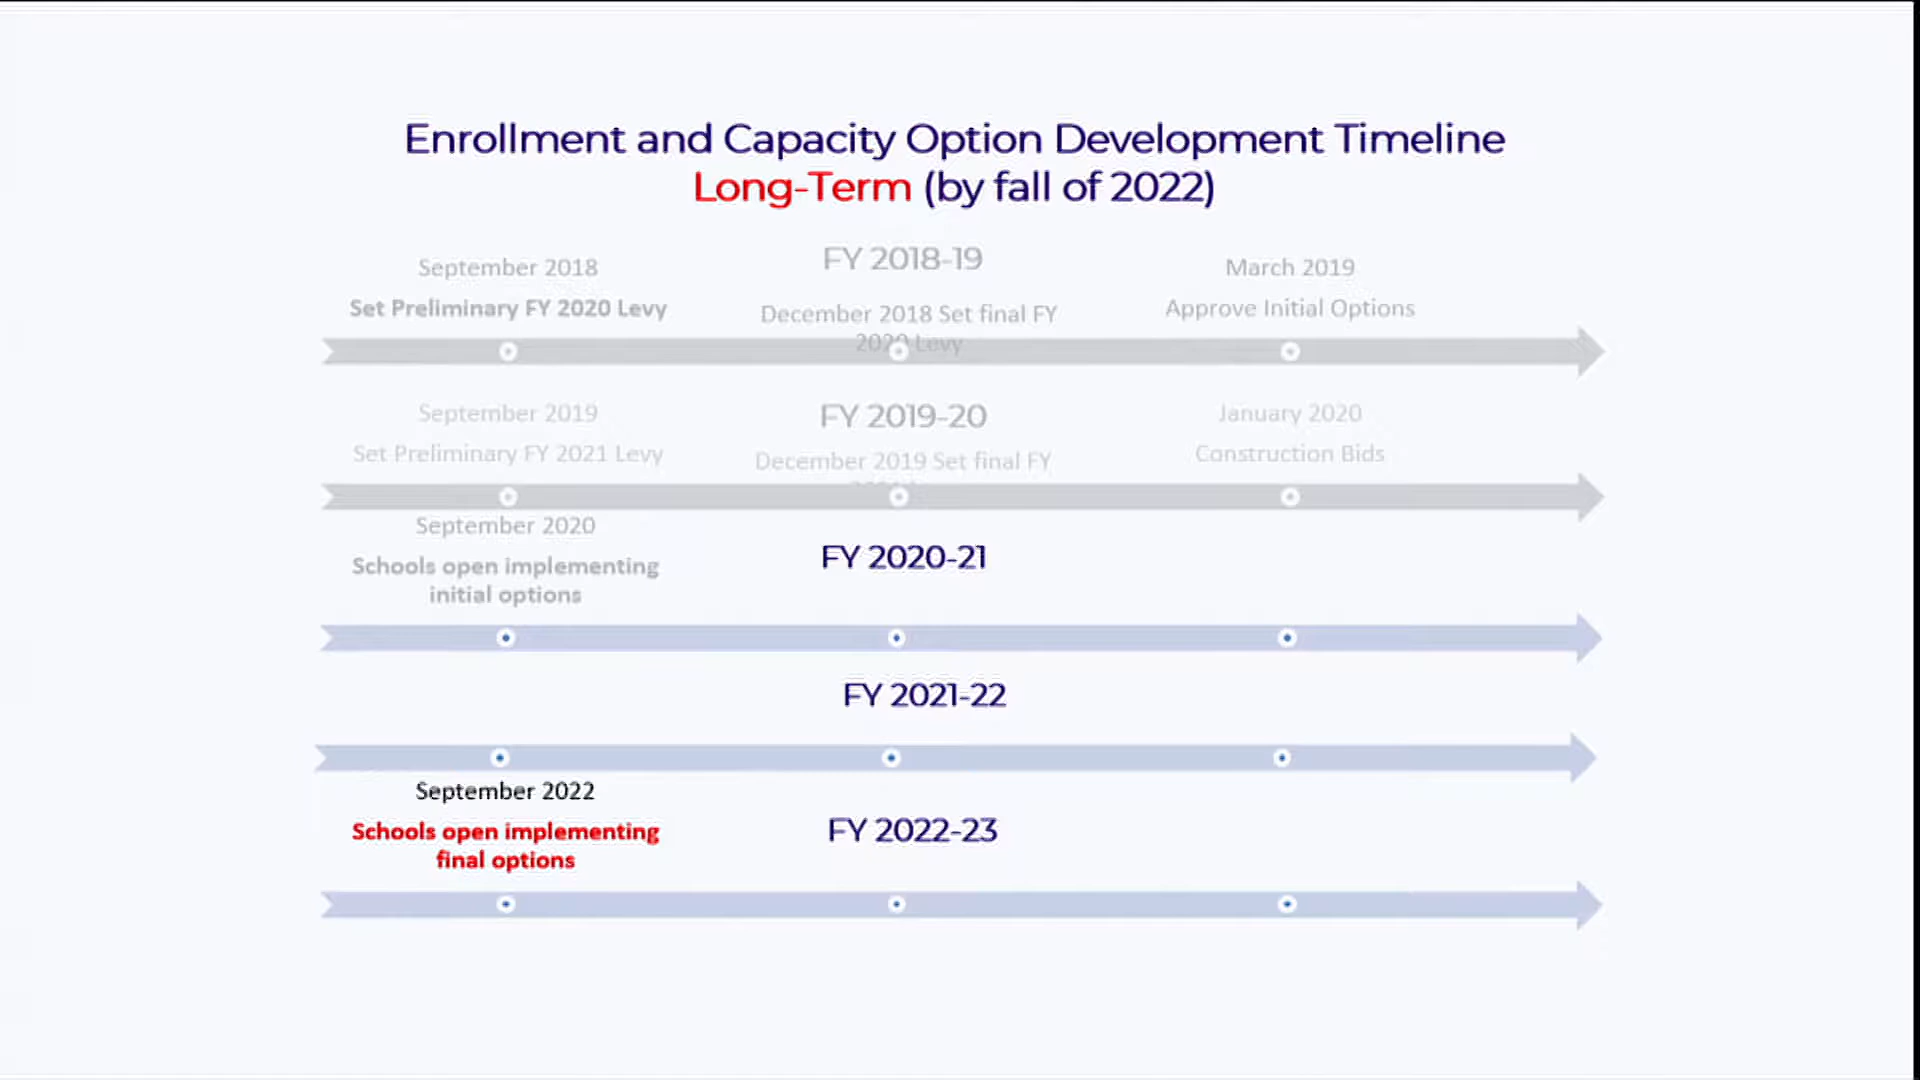 Enrollment and Capacity Option Development Timeline
Long-Term (by fall of 2022)
September 2018
FY 2018-19
March 2019
Set Preliminary FY 2020 Levy
December 2018 Set final FY
2020 Levy
Approve Initial Options
September 2019
FY 2019-20
January 2020
Set Preliminary FY 2021 Levy
December 2019 Set final FY
Construction Bids
September 2020
Schools open implementing
initial options
FY 2020-21
FY 2021-22
September 2022
Schools open implementing
final options
FY 2022-23